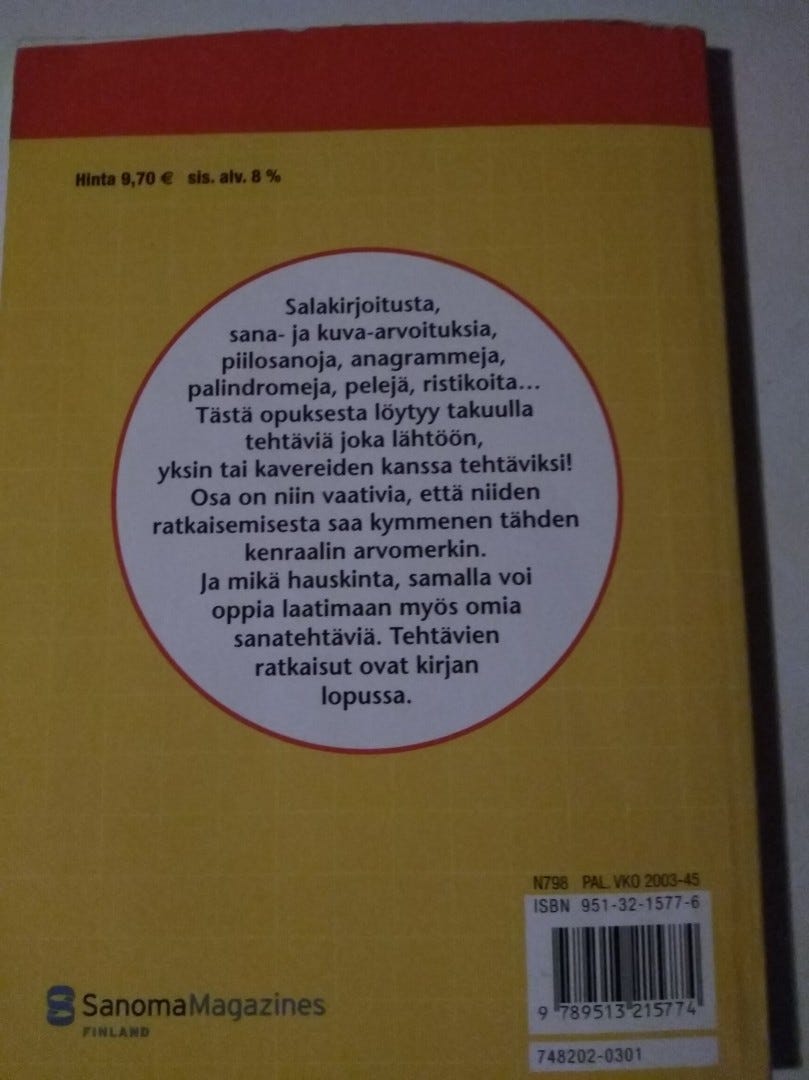 Hinta 9,70 € sis. alv. 8 %
Salakirjoitusta,
sana- ja kuva-arvoituksia,
piilosanoja, anagrammeja,
palindromeja, pelejä, ristikoita...
Tästä opuksesta löytyy takuulla
tehtäviä joka lähtöön,
yksin tai kavereiden kanssa tehtäviksi!
Osa on niin vaativia, että niiden
ratkaisemisesta saa kymmenen tähden
kenraalin arvomerkin.
Ja mikä hauskinta, samalla voi
oppia laatimaan myös omia
sanatehtäviä. Tehtävien
ratkaisut ovat kirjan
lopussa.
N798 PAL. VKO 2003-45
ISBN 951-32-1577-6
9 789513 215774
748202-0301
SanomaMagazines
FINLAND